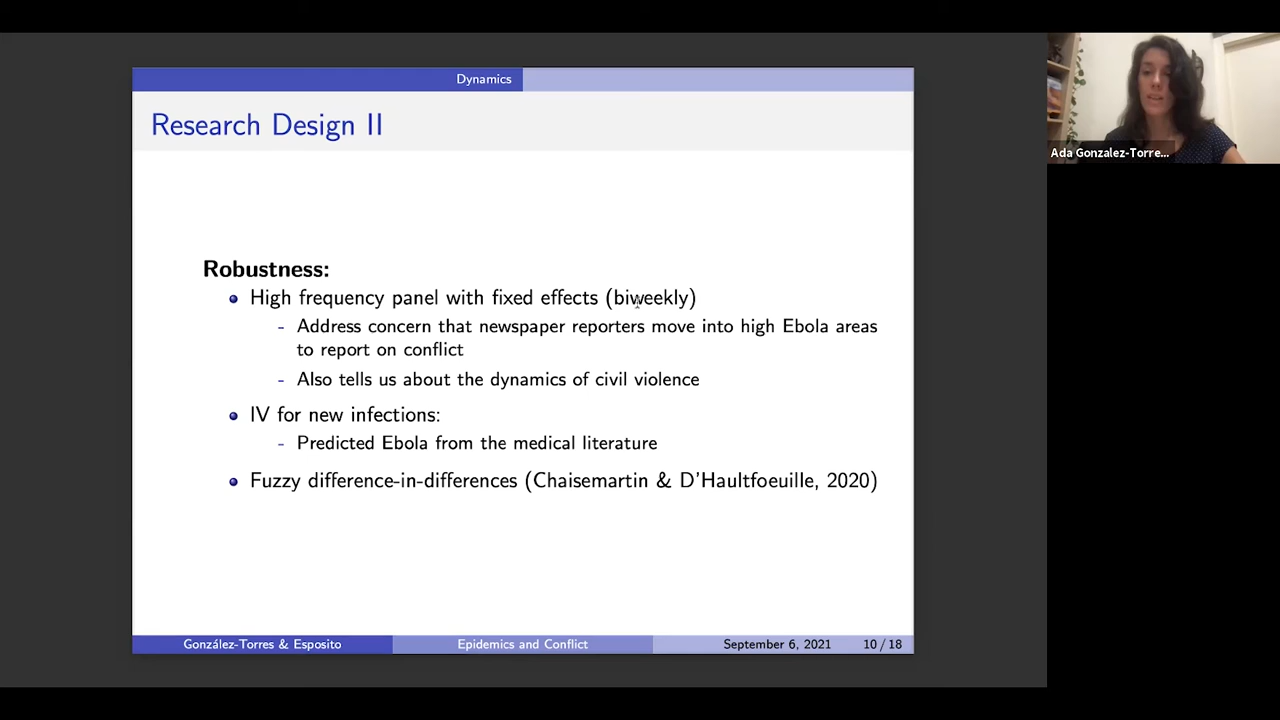 Dynamics
Research Design II
Ada Gonzalez-Torre...
Robustness:
High frequency panel with fixed effects (biweekly)
- Address concern that newspaper reporters move into high Ebola areas
to report on conflict
- Also tells us about the dynamics of civil violence
IV for new infections:
- Predicted Ebola from the medical literature
Fuzzy difference-in-differences (Chaisemartin & D'Haultfoeuille, 2020)
González-Torres & Esposito
Epidemics and Conflict
September 6, 2021
10 / 18